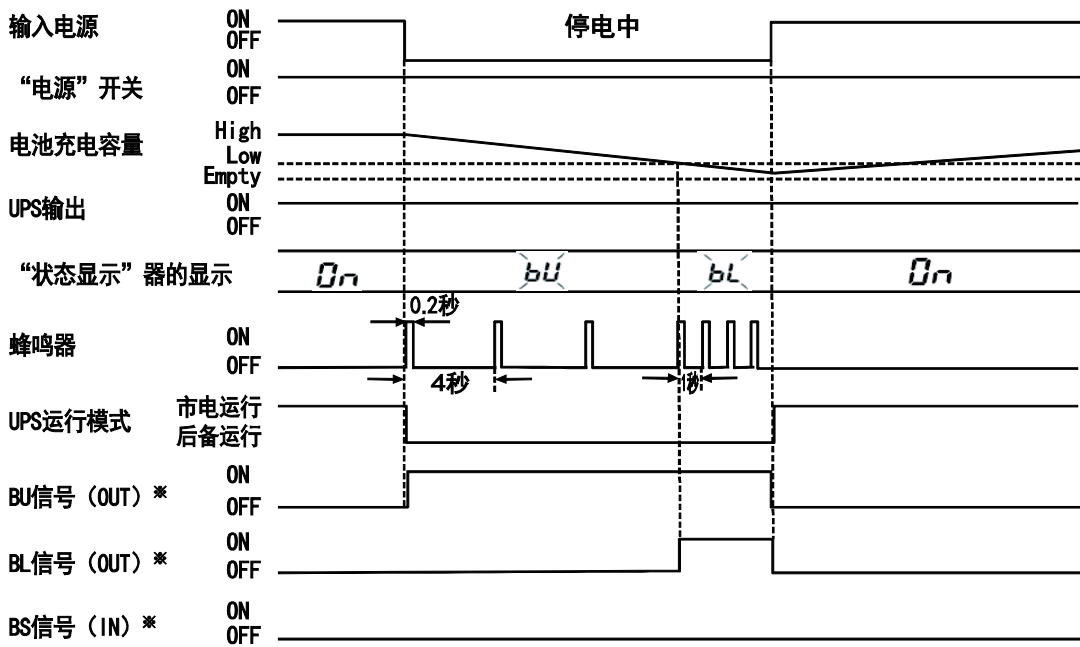 输入电源
ON
OFF
停电中
“电源”开关
ON
OFF
电池充电容量
High
Low
Empty
UPS输出
ON
OFF
“状态显示”器的显示
On
bU
bL
On
0.2秒
蜂鸣器
ON
OFF
4秒
1秒
UPS运行模式
市电运行
后备运行
BU信号（OUT）※
ON
OFF
BL信号（OUT）※
ON
OFF
BS信号（IN）※
ON
OFF